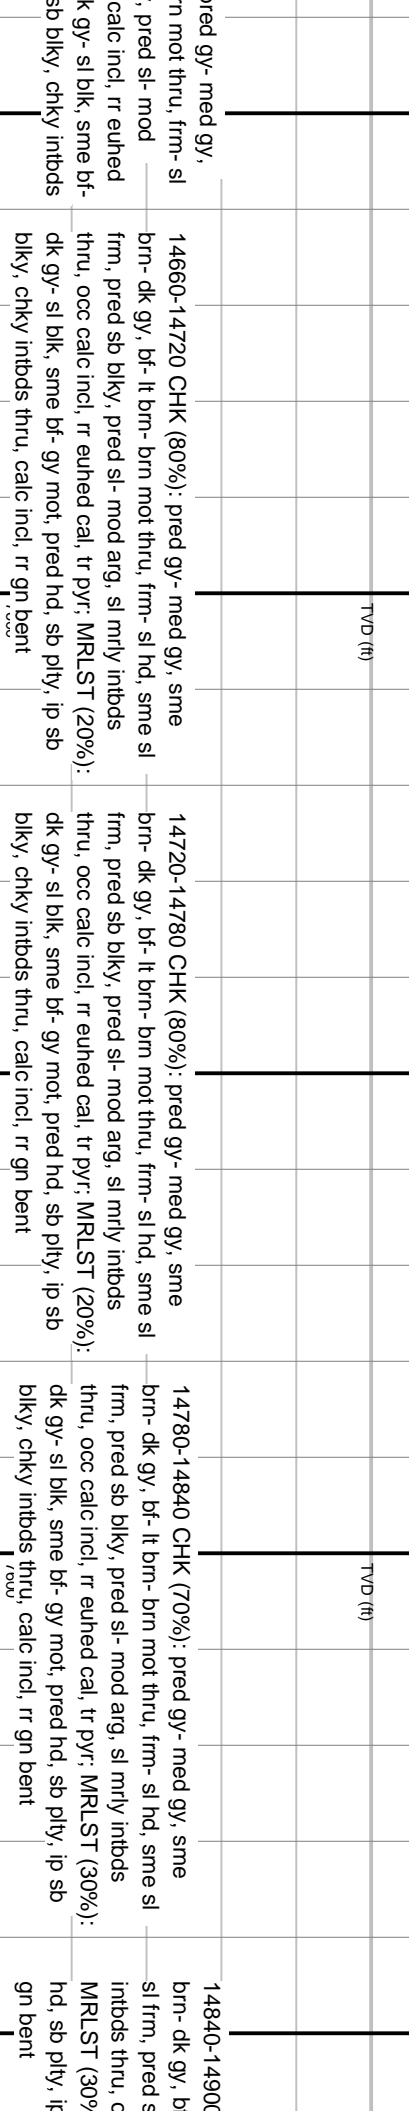 pred gy- med gy,
rn mot thru, frm- sl
, pred sl- mod
calc incl, rr euhed
k gy- sl blk, sme bf-
sb blky, chky intbds
14660-14720 CHK (80%): pred gy- med gy, sme
brn- dk gy, bf- lt brn- brn mot thru, frm- sl hd, sme sl
frm, pred sb blky, pred sl- mod arg, sl mrly intbds
thru, occ calc incl, rr euhed cal, tr pyr; MRLST (20%):
dk gy- sl blk, sme bf- gy mot, pred hd, sb plty, ip sb
blky, chky intbds thru, calc incl, rr gn bent
TVD (ft)
14720-14780 CHK (80%): pred gy- med gy, sme
brn- dk gy, bf- lt brn- brn mot thru, frm- sl hd, sme sl
frm, pred sb blky, pred sl- mod arg, sl mrly intbds
thru, occ calc incl, rr euhed cal, tr pyr; MRLST (20%):
dk gy- sl blk, sme bf- gy mot, pred hd, sb plty, ip sb
blky, chky intbds thru, calc incl, rr gn bent
14780-14840 CHK (70%): pred gy- med gy, sme
brn- dk gy, bf- lt brn- brn mot thru, frm- sl hd, sme sl
frm, pred sb blky, pred sl- mod arg, sl mrly intbds
thru, occ calc incl, rr euhed cal, tr pyr; MRLST (30%):
dk gy- sl blk, sme bf- gy mot, pred hd, sb plty, ip sb
blky, chky intbds thru, calc incl, rr gn bent
TVD (ft)
14840-14900
brn- dk gy, bf
sl frm, pred s
intbds thru, c
MRLST (30%
hd, sb plty, ip
gn bent